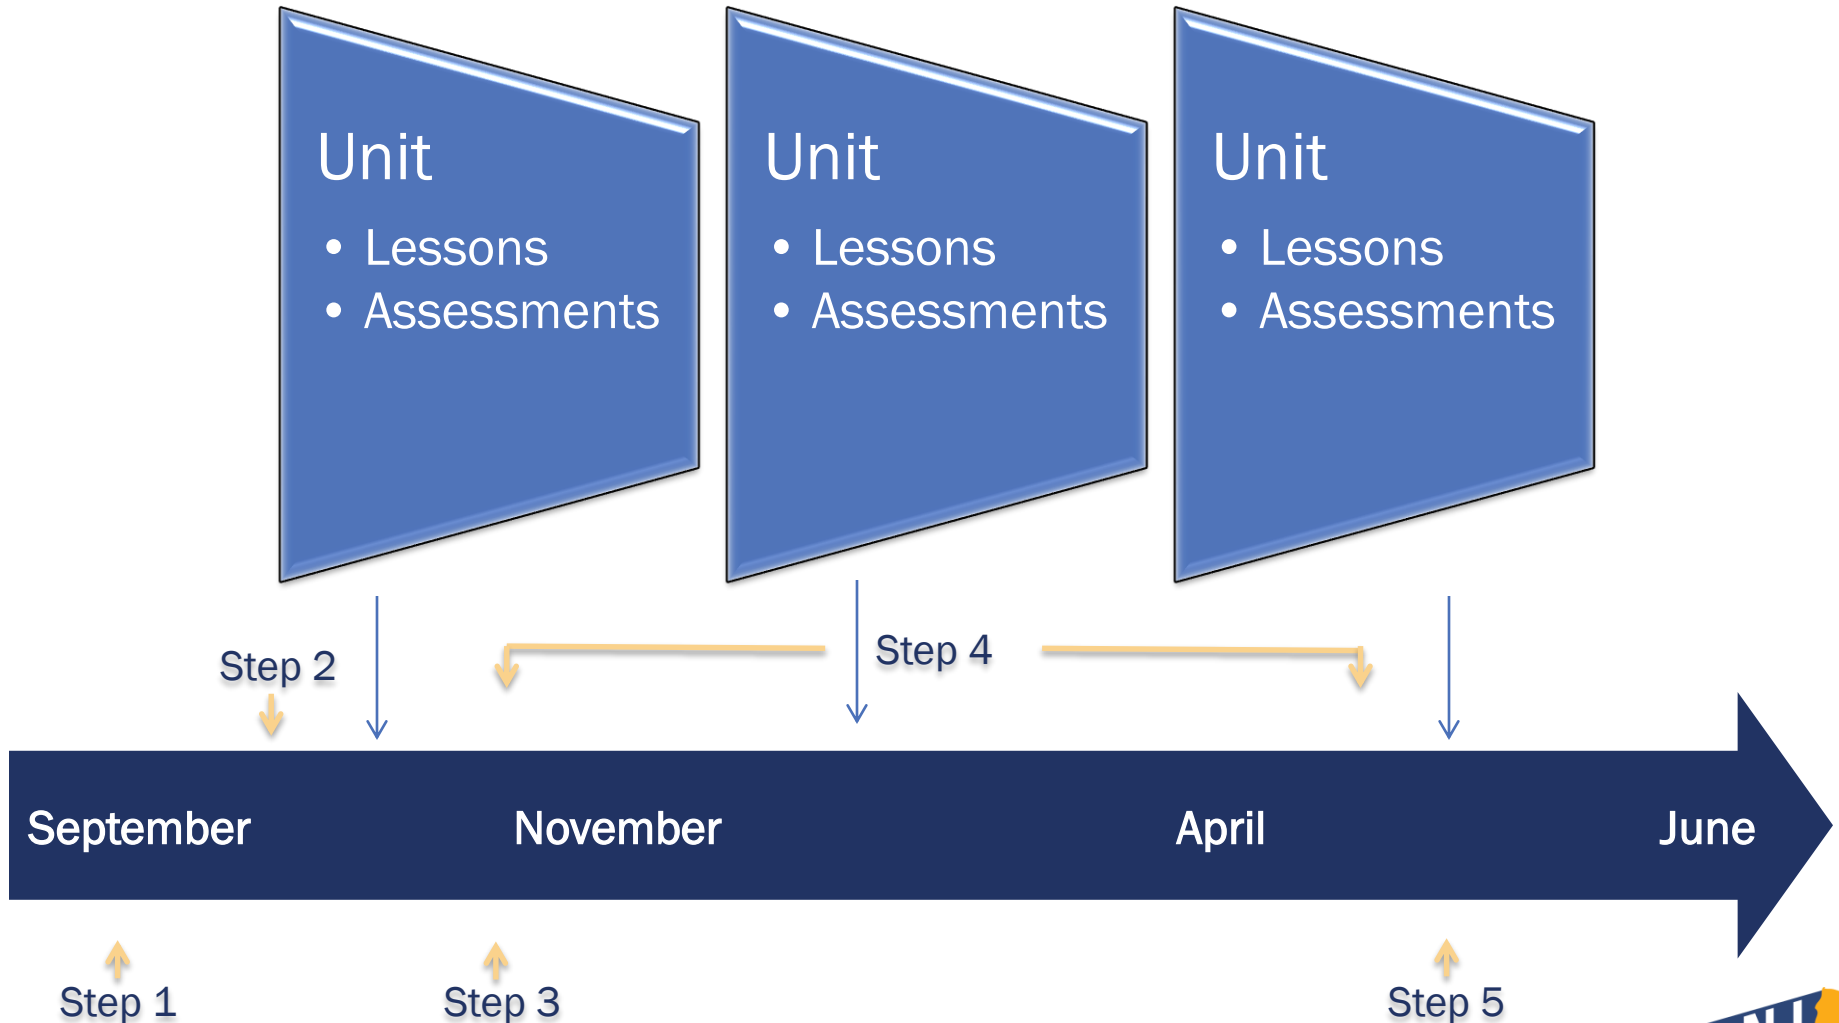 Unit
• Lessons
• Assessments
Unit
• Lessons
• Assessments
Unit
• Lessons
• Assessments
Step 2
Step 4
September
November
April
June
Step 1
Step 3
Step 5